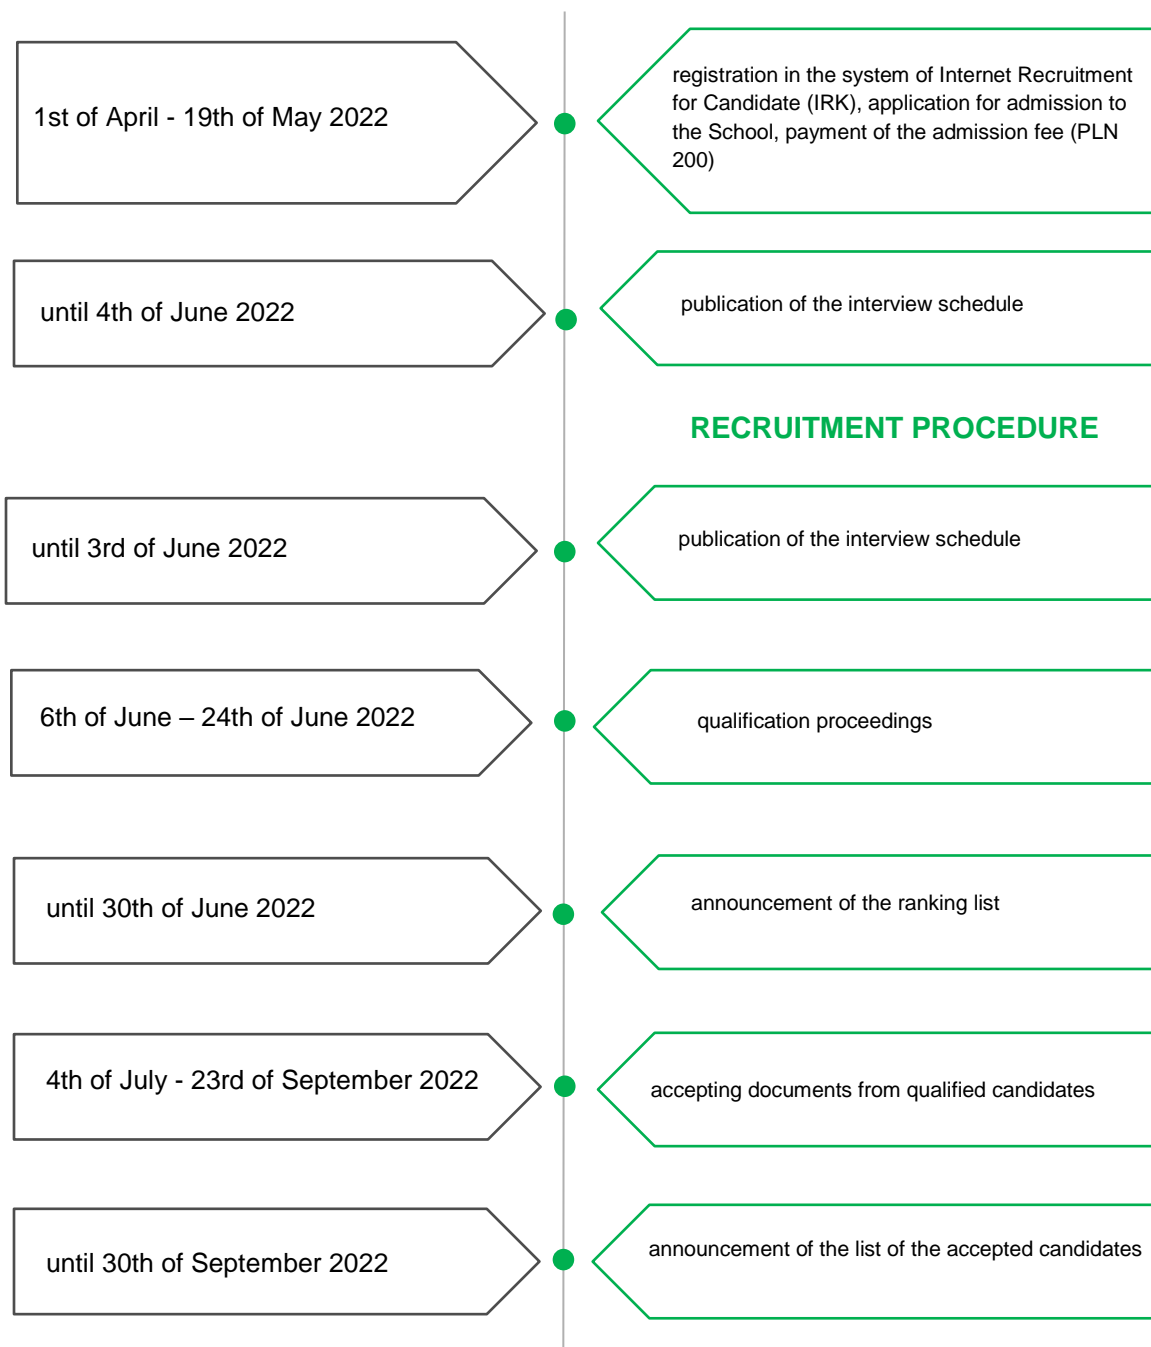 1st of April - 19th of May 2022
registration in the system of Internet Recruitment
for Candidate (IRK), application for admission to
the School, payment of the admission fee (PLN
200)
until 4th of June 2022
publication of the interview schedule
RECRUITMENT PROCEDURE
until 3rd of June 2022
publication of the interview schedule
6th of June – 24th of June 2022
qualification proceedings
until 30th of June 2022
announcement of the ranking list
4th of July - 23rd of September 2022
accepting documents from qualified candidates
until 30th of September 2022
announcement of the list of the accepted candidates